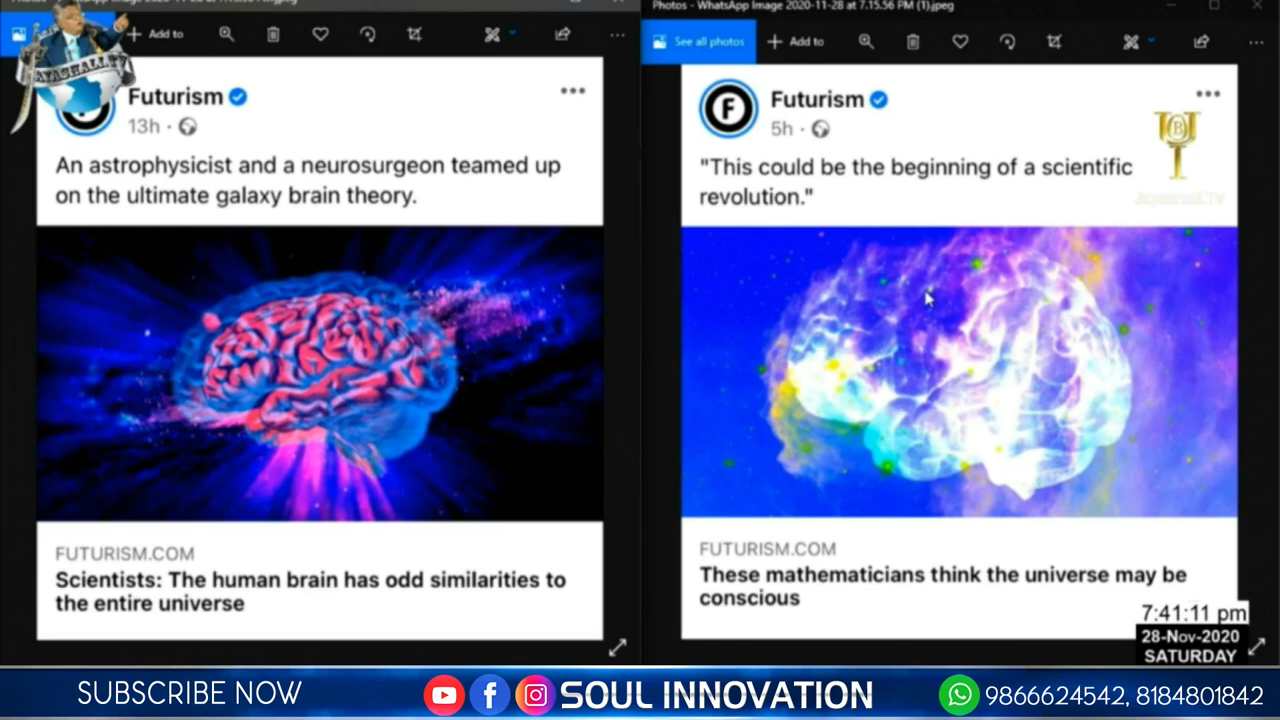 Photos - WhatsApp Image 2020-11-28 at 7.15.56 PM (1).jpeg
Add to
See all photos
Add to
JAYASHALI.TV
Futurism
13h ·
An astrophysicist and a neurosurgeon teamed up
on the ultimate galaxy brain theory.
FUTURISM.COM
Scientists: The human brain has odd similarities to
the entire universe
F
Futurism
5h ·
"This could be the beginning of a scientific
revolution."
FUTURISM.COM
These mathematicians think the universe may be
conscious
7:41:11 pm
28-Nov-2020
SATURDAY
SUBSCRIBE NOW
SOUL INNOVATION
9866624542, 8184801842